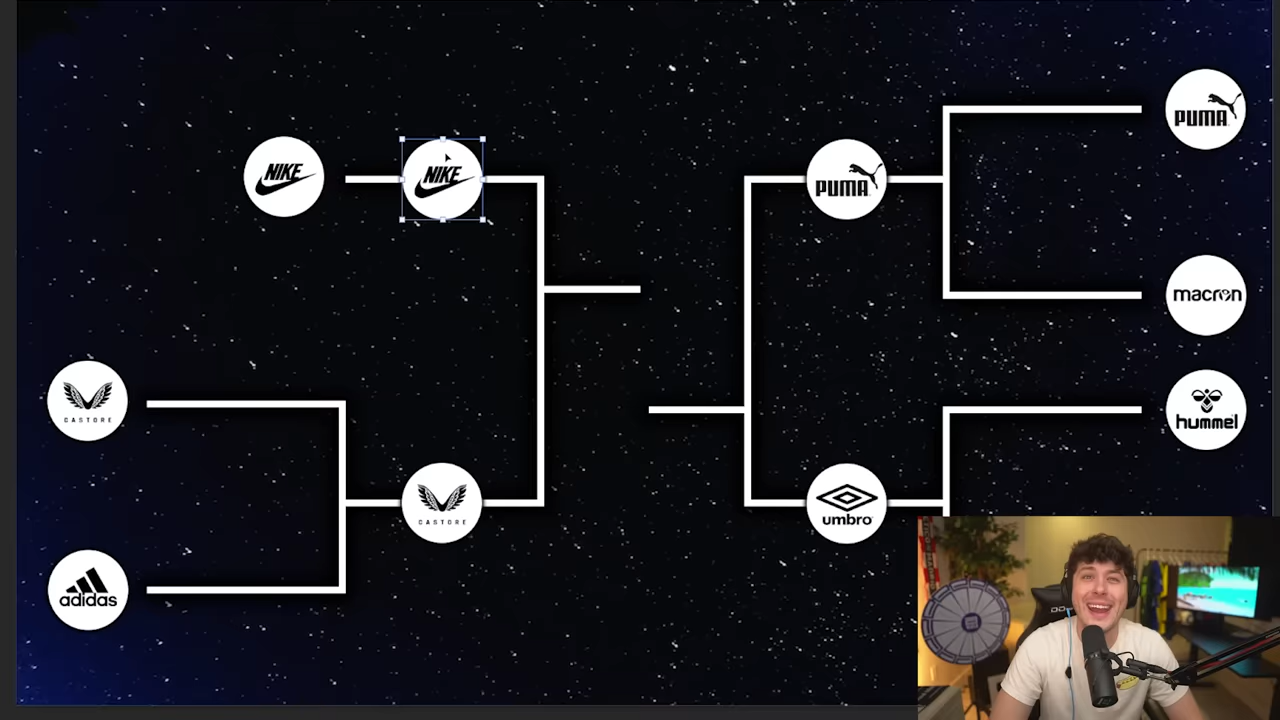 NIKE
NIKE
PUMA
PUMA
macron
CASTORE
hummel
CASTORE
umbro
adidas